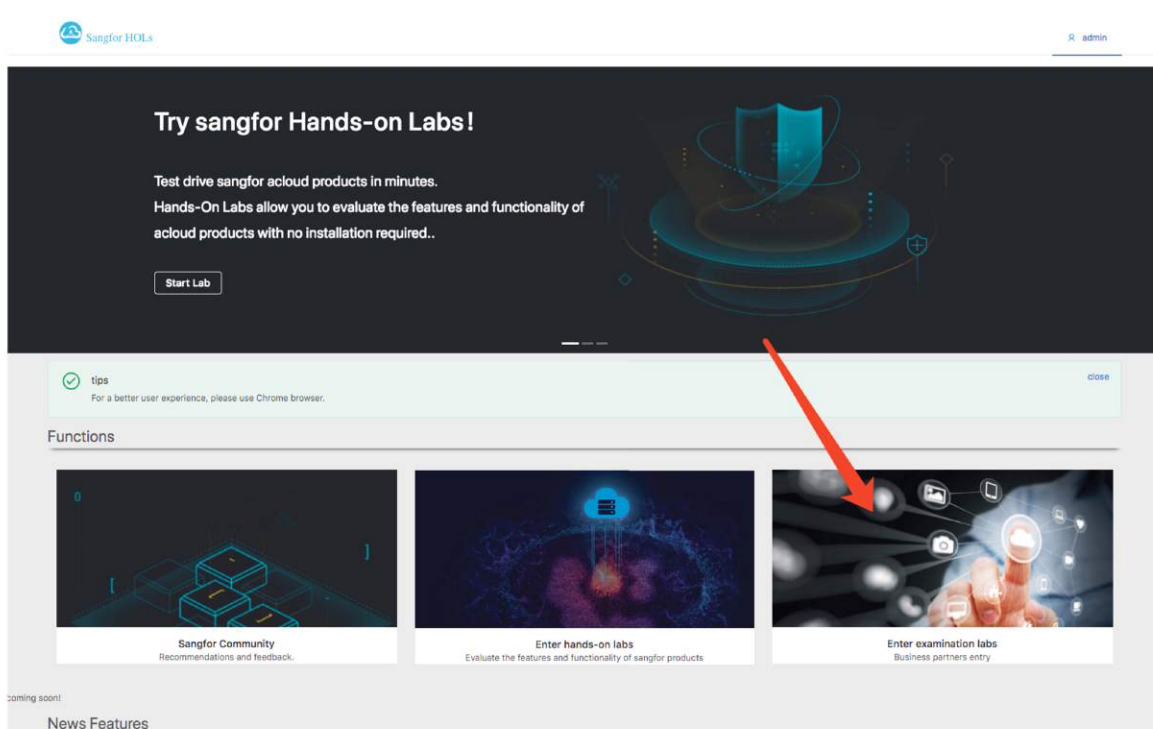 Sangfor HOLs
admin
Try sangfor Hands-on Labs!
Test drive sangfor acloud products in minutes.
Hands-On Labs allow you to evaluate the features and functionality of
acloud products with no installation required..
Start Lab
tips
close
For a better user experience, please use Chrome browser.
Functions
0
]
[
Sangfor Community
Recommendations and feedback.
Enter hands-on labs
Evaluate the features and functionality of sangfor products
Enter examination labs
Business partners entry
coming soon!
News Features